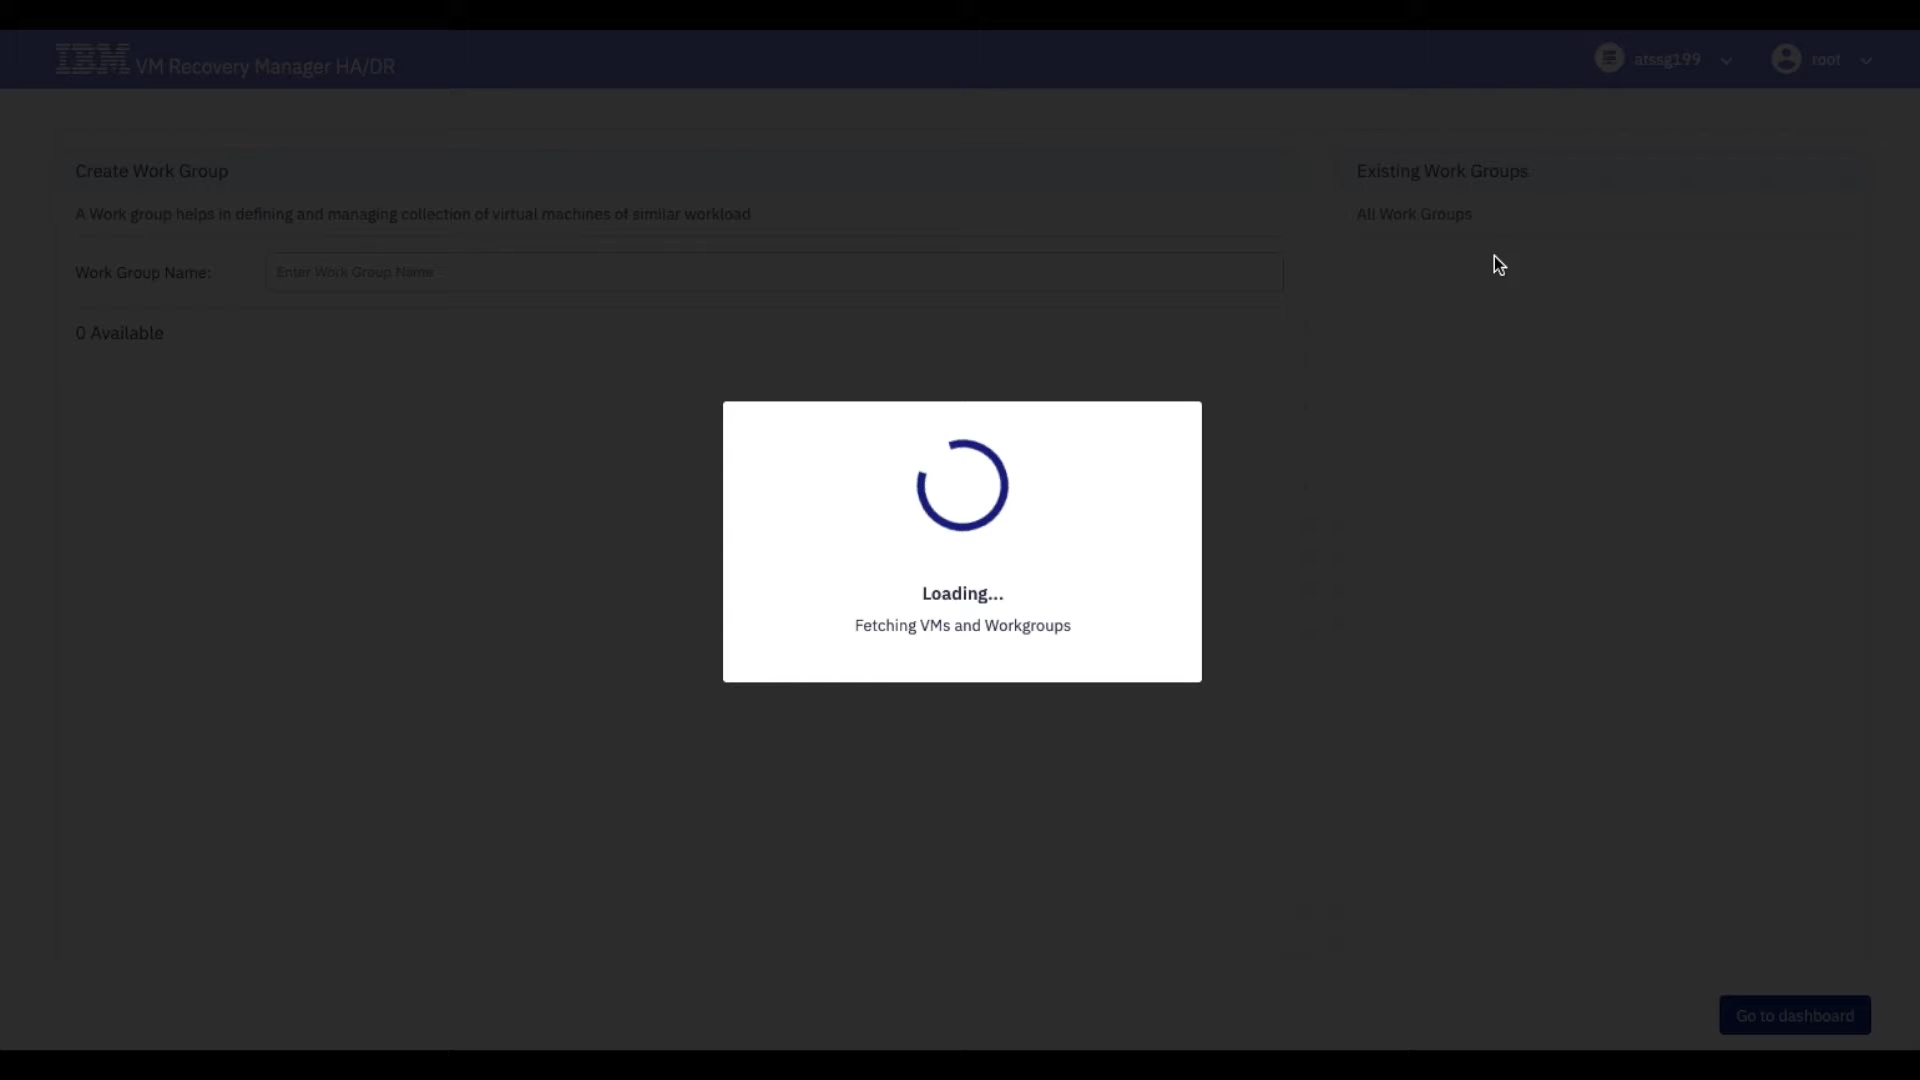 IBM VM Recovery Manager HA/DR
atssg199
root
Create Work Group
A Work group helps in defining and managing collection of virtual machines of similar workload
Work Group Name:
Enter Work Group Name...
0 Available
Existing Work Groups
All Work Groups
Loading...
Fetching VMs and Workgroups
Go to dashboard